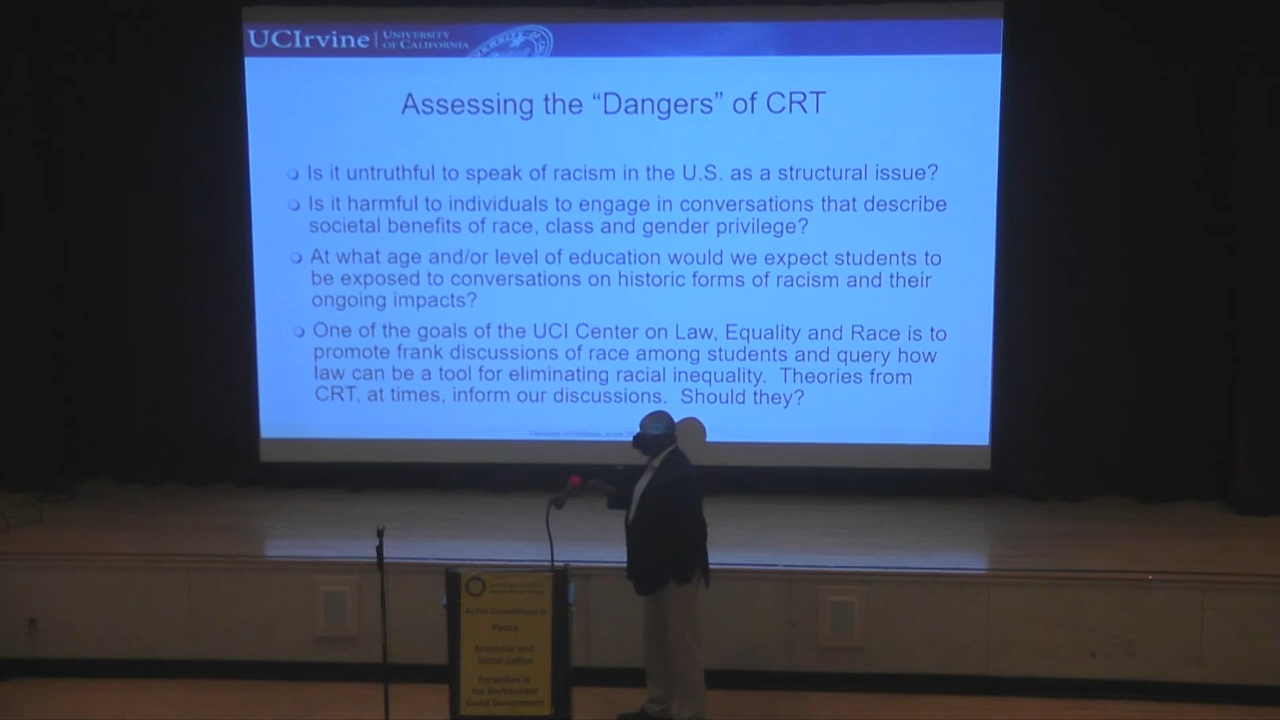 UCIrvine | UNIVERSITY
OF CALIFORNIA
Assessing the “Dangers” of CRT
Is it untruthful to speak of racism in the U.S. as a structural issue?
Is it harmful to individuals to engage in conversations that describe
societal benefits of race, class and gender privilege?
At what age and/or level of education would we expect students to
be exposed to conversations on historic forms of racism and their
ongoing impacts?
One of the goals of the UCI Center on Law, Equality and Race is to
promote frank discussions of race among students and query how
law can be a tool for eliminating racial inequality. Theories from
CRT, at times, inform our discussions. Should they?
Peace
Economic and
Social Justice
Protection of
the Environment
Good Government